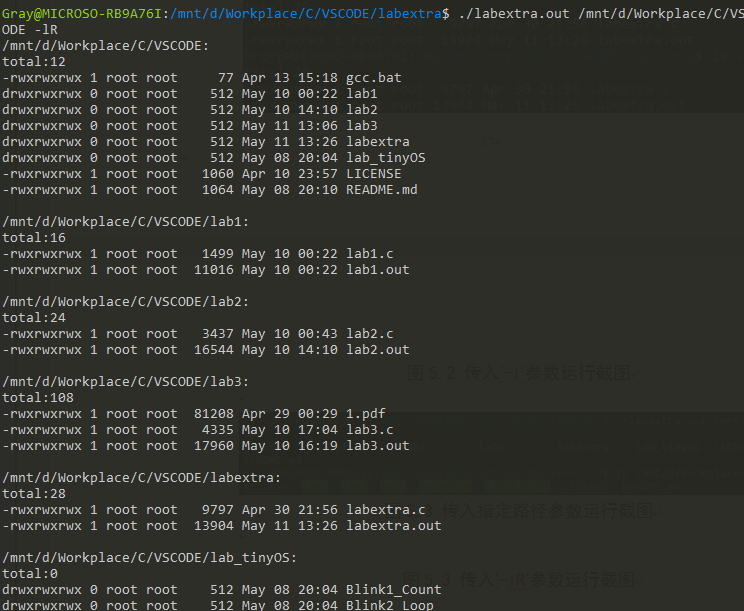 Gray@MICROSO-RB9A76I:/mnt/d/Workplace/C/VSCODE/labextra$ ./labextra.out /mnt/d/Workplace/C/VSC
ODE -lR
/mnt/d/Workplace/C/VSCODE:
total:12
-rwxrwxrwx 1 root root     77 Apr 13 15:18 gcc.bat
drwxrwxrwx 0 root root    512 May 10 00:22 lab1
drwxrwxrwx 0 root root    512 May 10 14:10 lab2
drwxrwxrwx 0 root root    512 May 11 13:06 lab3
drwxrwxrwx 0 root root    512 May 11 13:26 labextra
drwxrwxrwx 0 root root    512 May 08 20:04 lab_tinyOS
-rwxrwxrwx 1 root root   1060 Apr 10 23:57 LICENSE
-rwxrwxrwx 1 root root   1064 May 08 20:10 README.md
/mnt/d/Workplace/C/VSCODE/lab1:
total:16
-rwxrwxrwx 1 root root   1499 May 10 00:22 lab1.c
-rwxrwxrwx 1 root root  11016 May 10 00:22 lab1.out
/mnt/d/Workplace/C/VSCODE/lab2:
total:24
-rwxrwxrwx 1 root root   3437 May 10 00:43 lab2.c
-rwxrwxrwx 1 root root  16544 May 10 14:10 lab2.out
/mnt/d/Workplace/C/VSCODE/lab3:
total:108
-rwxrwxrwx 1 root root  81208 Apr 29 00:29 1.pdf
-rwxrwxrwx 1 root root   4335 May 10 17:04 lab3.c
-rwxrwxrwx 1 root root  17960 May 10 16:19 lab3.out
/mnt/d/Workplace/C/VSCODE/labextra:
total:28
-rwxrwxrwx 1 root root   9797 Apr 30 21:56 labextra.c
-rwxrwxrwx 1 root root  13904 May 11 13:26 labextra.out
/mnt/d/Workplace/C/VSCODE/lab_tinyOS:
total:0
drwxrwxrwx 0 root root    512 May 08 20:04 Blink1_Count
drwxrwxrwx 0 root root    512 May 08 20:04 Blink2_Loop